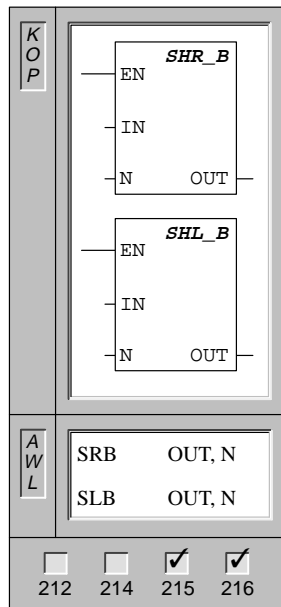 K
O
P
SHR_B
EN
IN
N OUT
SHL_B
EN
IN
N OUT
A
W
L
SRB OUT, N
SLB OUT, N
212 214 215 216